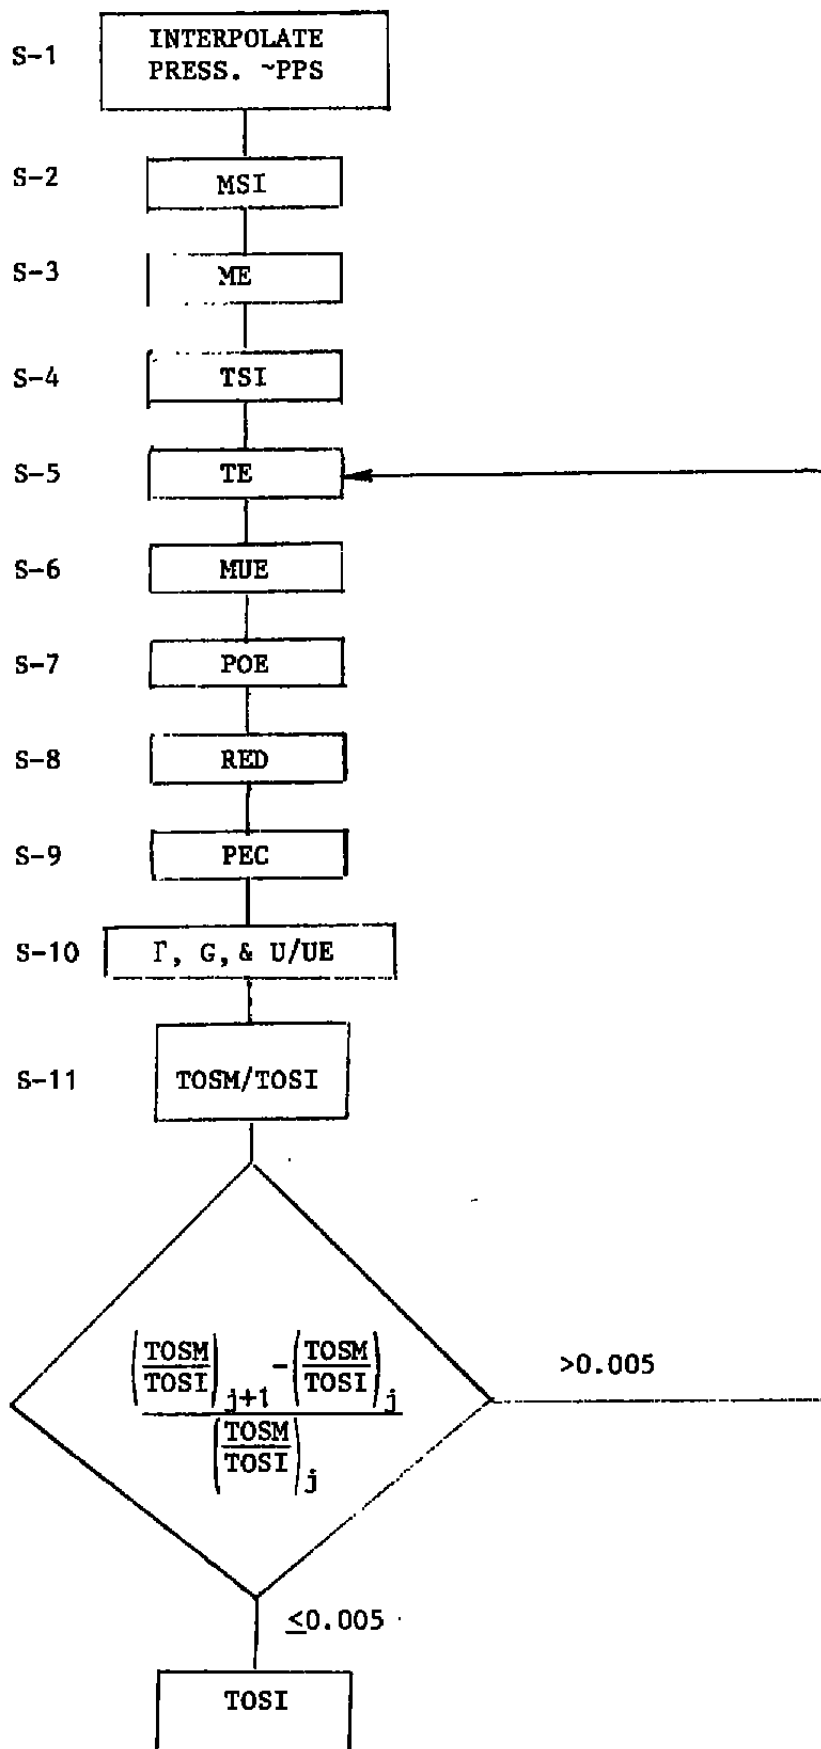 S-1 INTERPOLATE
PRESS. ~PPS
S-2 MSI
S-3 ME
S-4 TSI
S-5 TE
S-6 MUE
S-7 POE
S-8 RED
S-9 PEC
S-10 Γ, G, & U/UE
S-11 TOSM/TOSI
(TOSM/TOSI)j+1 - (TOSM/TOSI)j
(TOSM/TOSI)j
>0.005
≤0.005
TOSI